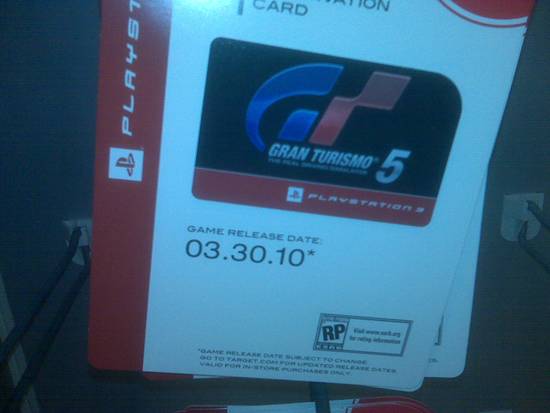 CARD
PLAYST
GRAN TURISMO 5
THE REAL DRIVING SIMULATOR
PLAYSTATION 3
GAME RELEASE DATE:
03.30.10*
RP
Visit www.esrb.org
for rating information
ESRB
*GAME RELEASE DATE SUBJECT TO CHANGE.
GO TO TARGET.COM FOR UPDATED RELEASE DATES.
VALID FOR IN-STORE PURCHASES ONLY.